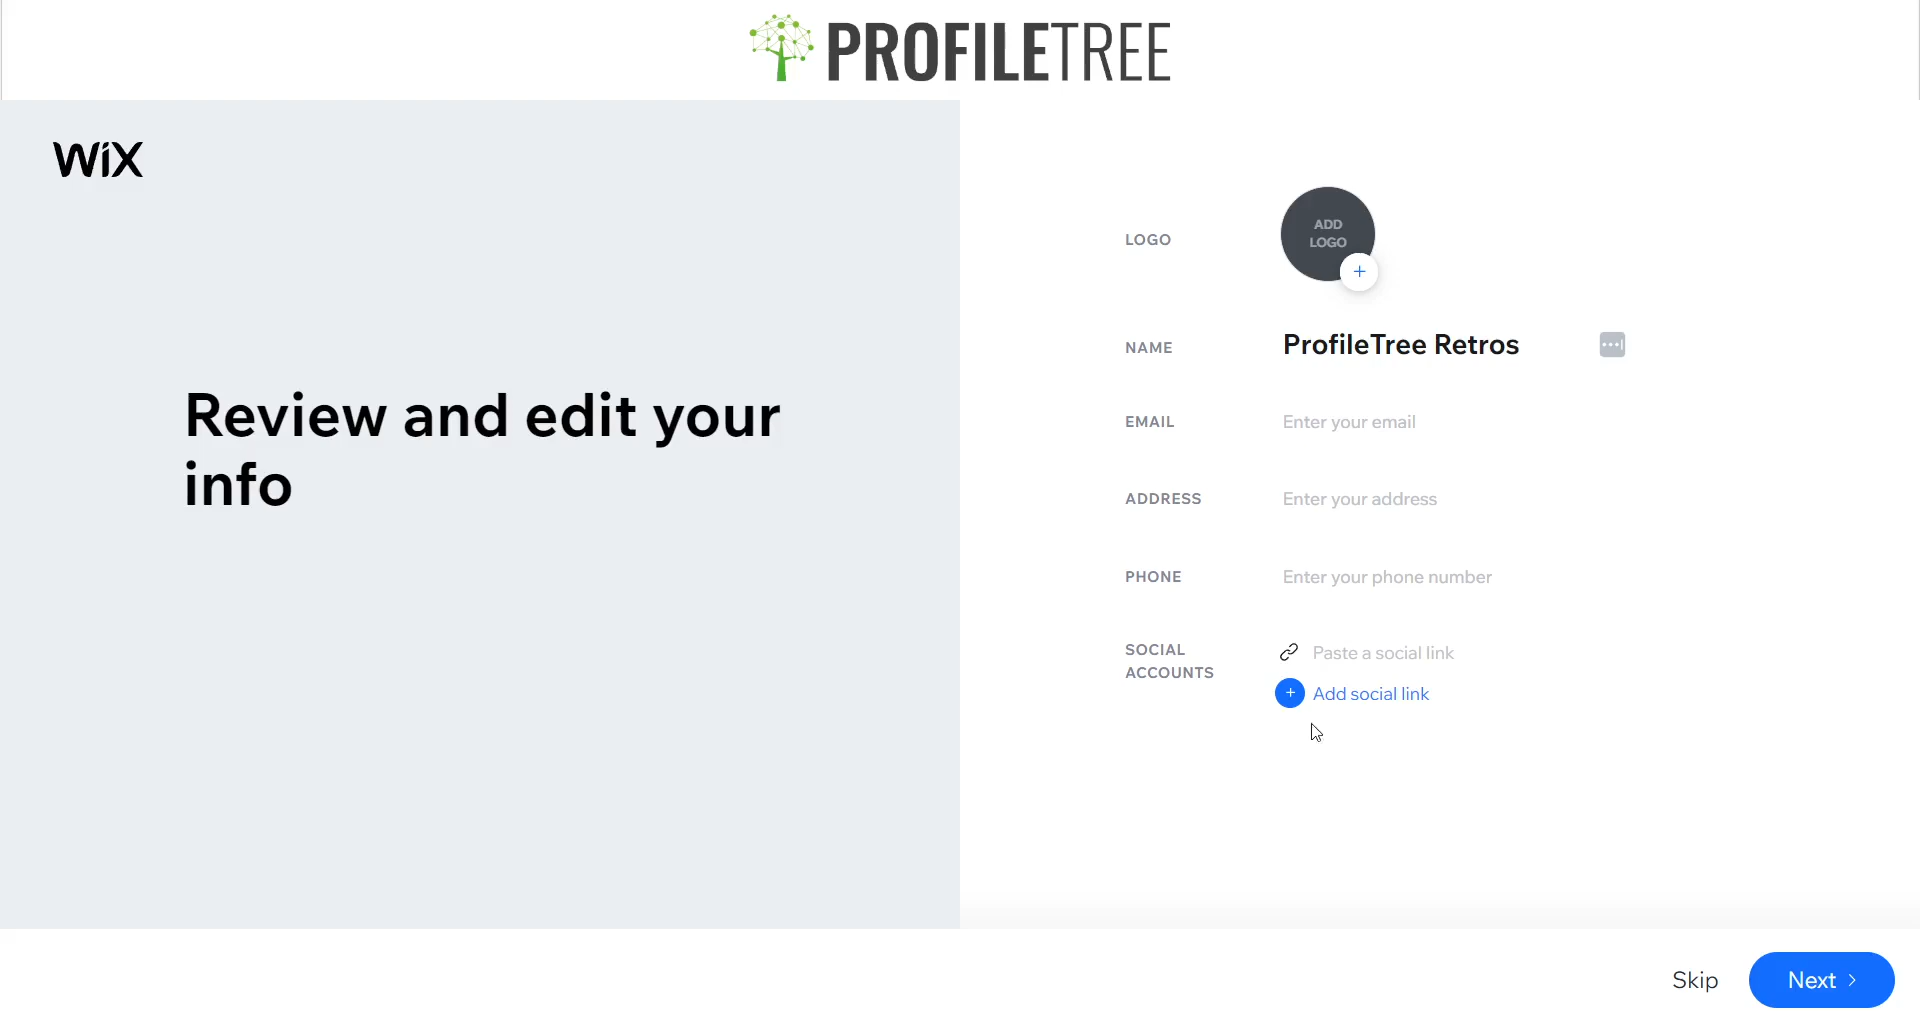 PROFILETREE
WiX
Review and edit your
info
LOGO
ADD
LOGO
NAME
ProfileTree Retros
EMAIL
Enter your email
ADDRESS
Enter your address
PHONE
Enter your phone number
SOCIAL
ACCOUNTS
Paste a social link
Add social link
Skip
Next